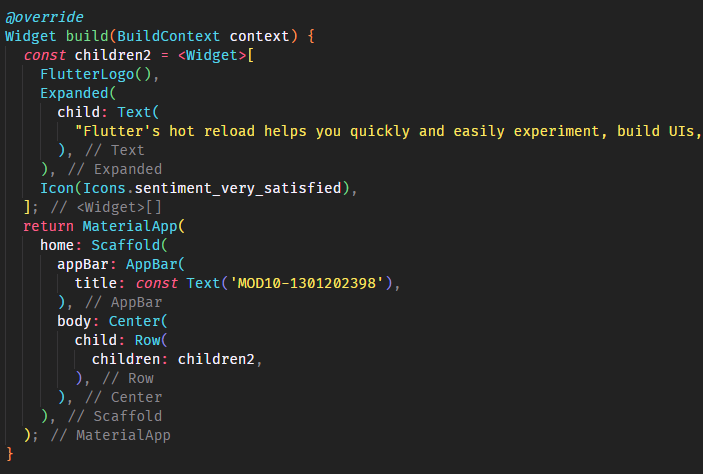 @override
Widget build(BuildContext context) {
  const children2 = <Widget>[
    FlutterLogo(),
    Expanded(
      child: Text(
        "Flutter's hot reload helps you quickly and easily experiment, build UIs,
      ), // Text
    ), // Expanded
    Icon(Icons.sentiment_very_satisfied),
  ]; // <Widget>[]
  return MaterialApp(
    home: Scaffold(
      appBar: AppBar(
        title: const Text('MOD10-1301202398'),
      ), // AppBar
      body: Center(
        child: Row(
          children: children2,
        ), // Row
      ), // Center
    ), // Scaffold
  ); // MaterialApp
}